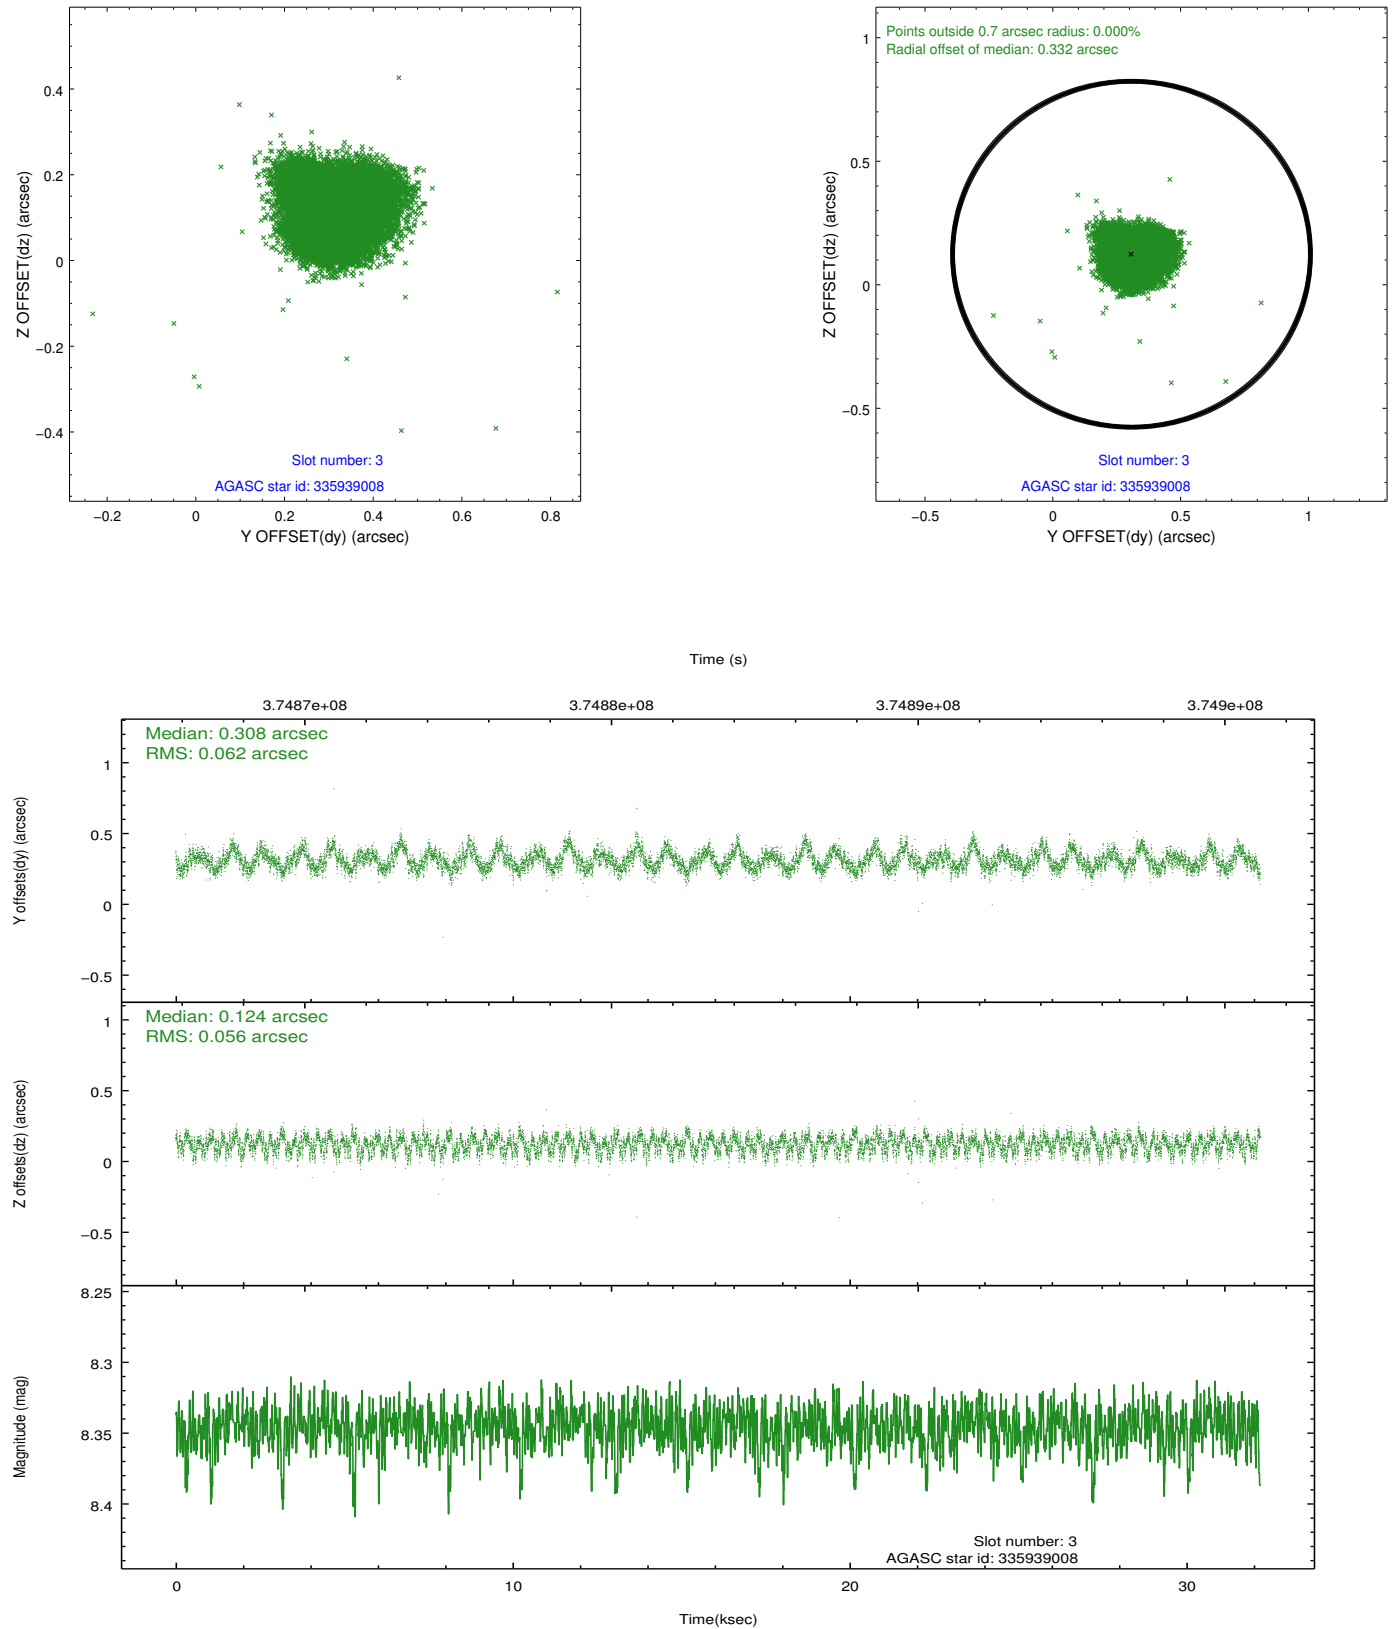 0.4
0.2
0
−0.2
−0.4
Z OFFSET(dz) (arcsec)
Slot number: 3
AGASC star id: 335939008
−0.2 0 0.2 0.4 0.6 0.8
Y OFFSET(dy) (arcsec)
Points outside 0.7 arcsec radius: 0.000%
Radial offset of median: 0.332 arcsec
1
0.5
0
−0.5
Z OFFSET(dz) (arcsec)
Slot number: 3
AGASC star id: 335939008
−0.5 0 0.5 1
Y OFFSET(dy) (arcsec)
Time (s)
3.7487e+08 3.7488e+08 3.7489e+08 3.749e+08
Median: 0.308 arcsec
RMS: 0.062 arcsec
1
0.5
0
−0.5
Y offsets(dy) (arcsec)
Median: 0.124 arcsec
RMS: 0.056 arcsec
1
0.5
0
−0.5
Z offsets(dz) (arcsec)
8.25
8.3
8.35
8.4
Magnitude (mag)
Slot number: 3
AGASC star id: 335939008
0 10 20 30
Time(ksec)